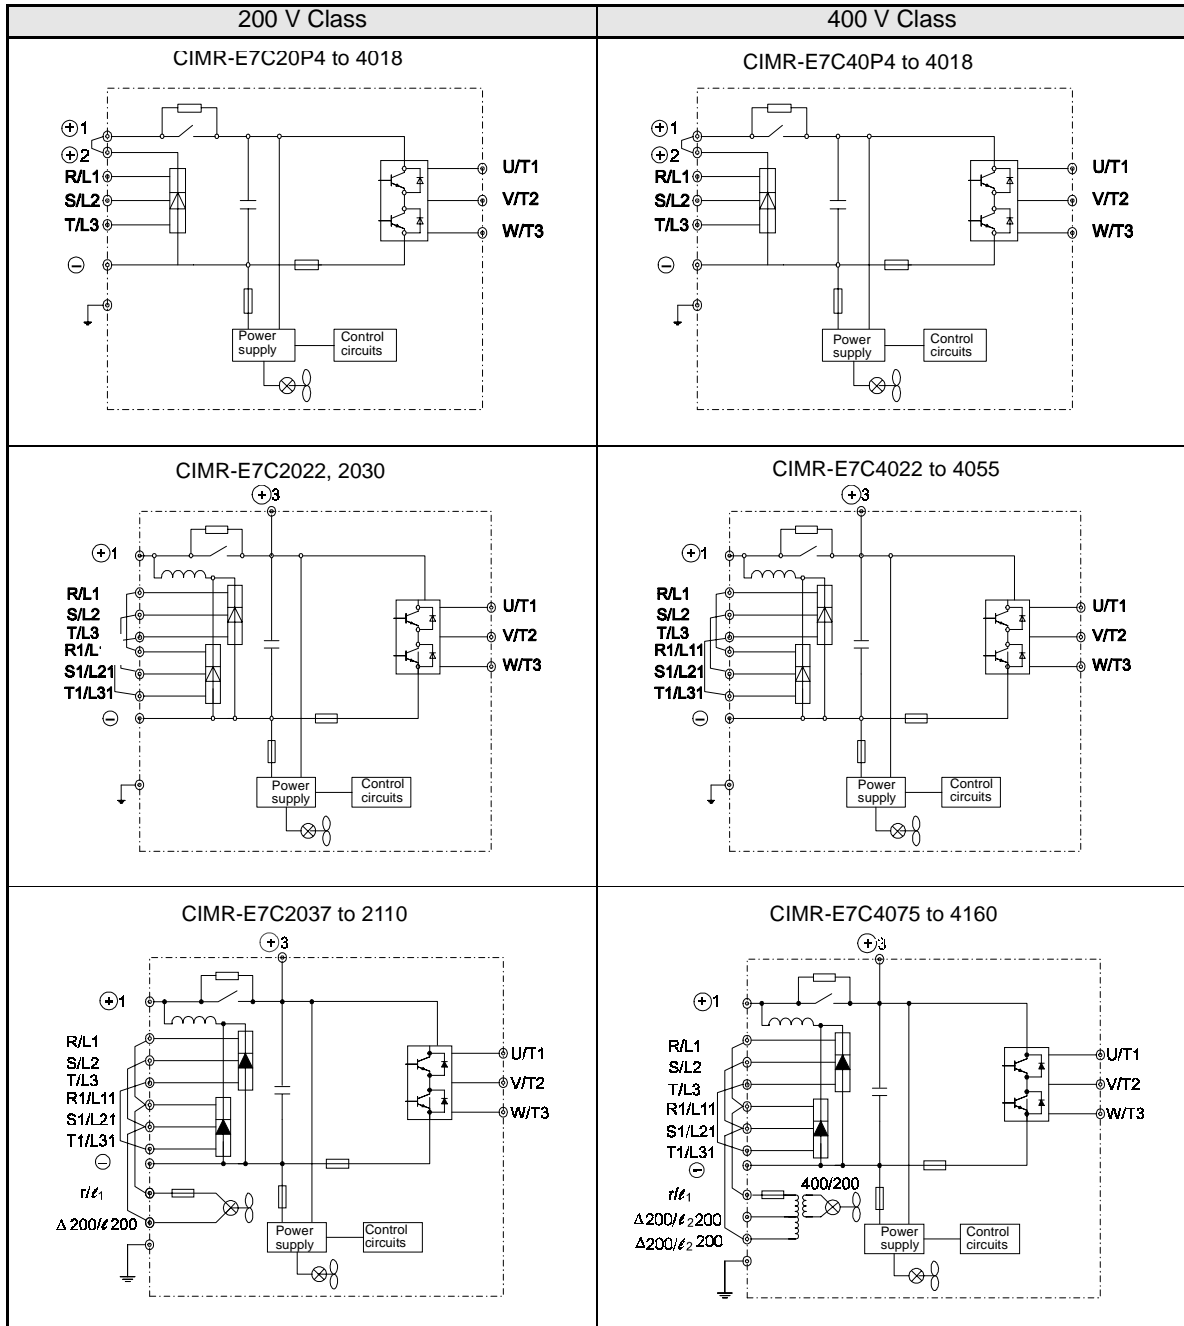 200 V Class
400 V Class
CIMR-E7C20P4 to 4018
+1
+2
R/L1
S/L2
T/L3
−
U/T1
V/T2
W/T3
Power
supply
Control
circuits
CIMR-E7C40P4 to 4018
+1
+2
R/L1
S/L2
T/L3
−
U/T1
V/T2
W/T3
Power
supply
Control
circuits
CIMR-E7C2022, 2030
+3
+1
R/L1
S/L2
T/L3
S1/L21
T1/L31
−
U/T1
V/T2
W/T3
Power
supply
Control
circuits
CIMR-E7C4022 to 4055
+3
+1
R/L1
S/L2
T/L3
R1/L11
S1/L21
T1/L31
−
U/T1
V/T2
W/T3
Power
supply
Control
circuits
CIMR-E7C2037 to 2110
+3
+1
R/L1
S/L2
T/L3
R1/L11
S1/L21
T1/L31
−
r/ℓ1
Δ200/ℓ200
U/T1
V/T2
W/T3
Power
supply
Control
circuits
CIMR-E7C4075 to 4160
+3
+1
R/L1
S/L2
T/L3
R1/L11
S1/L21
T1/L31
−
r/ℓ1
400/200
Δ200/ℓ2 200
Δ200/ℓ2 200
U/T1
V/T2
W/T3
Power
supply
Control
circuits